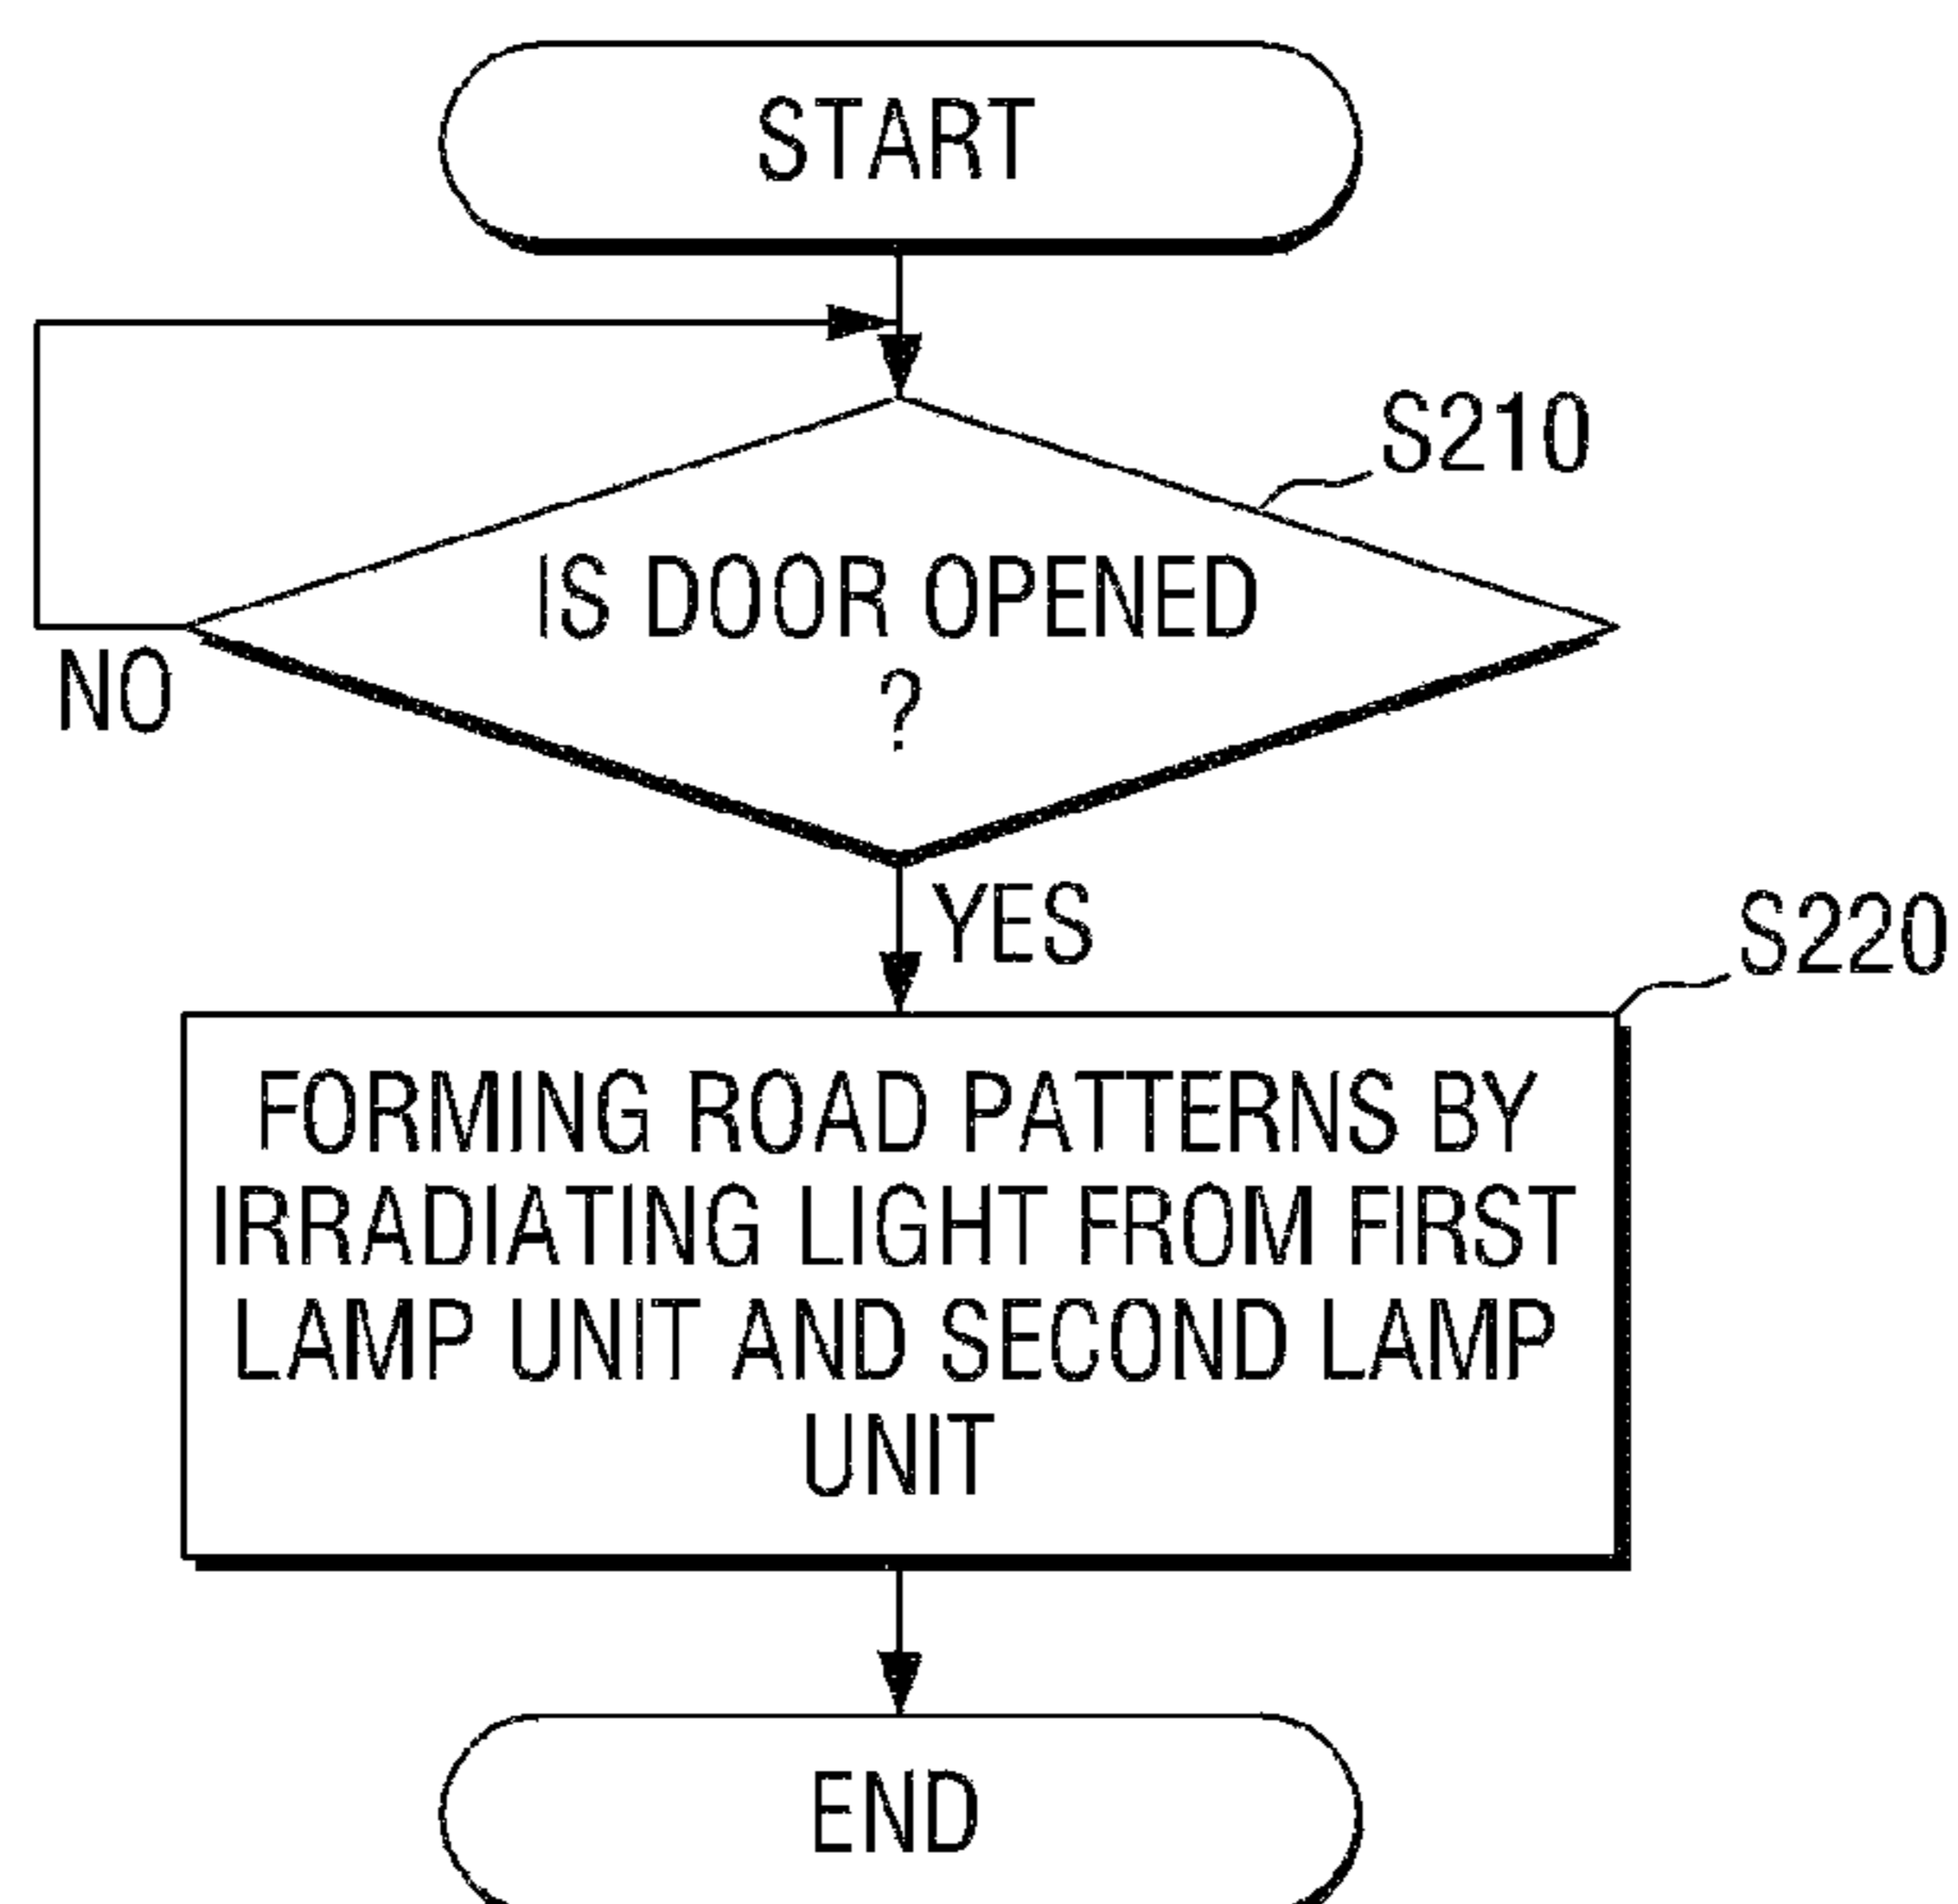 START
S210
IS DOOR OPENED
?
NO
YES
S220
FORMING ROAD PATTERNS BY
IRRADIATING LIGHT FROM FIRST
LAMP UNIT AND SECOND LAMP
UNIT
END